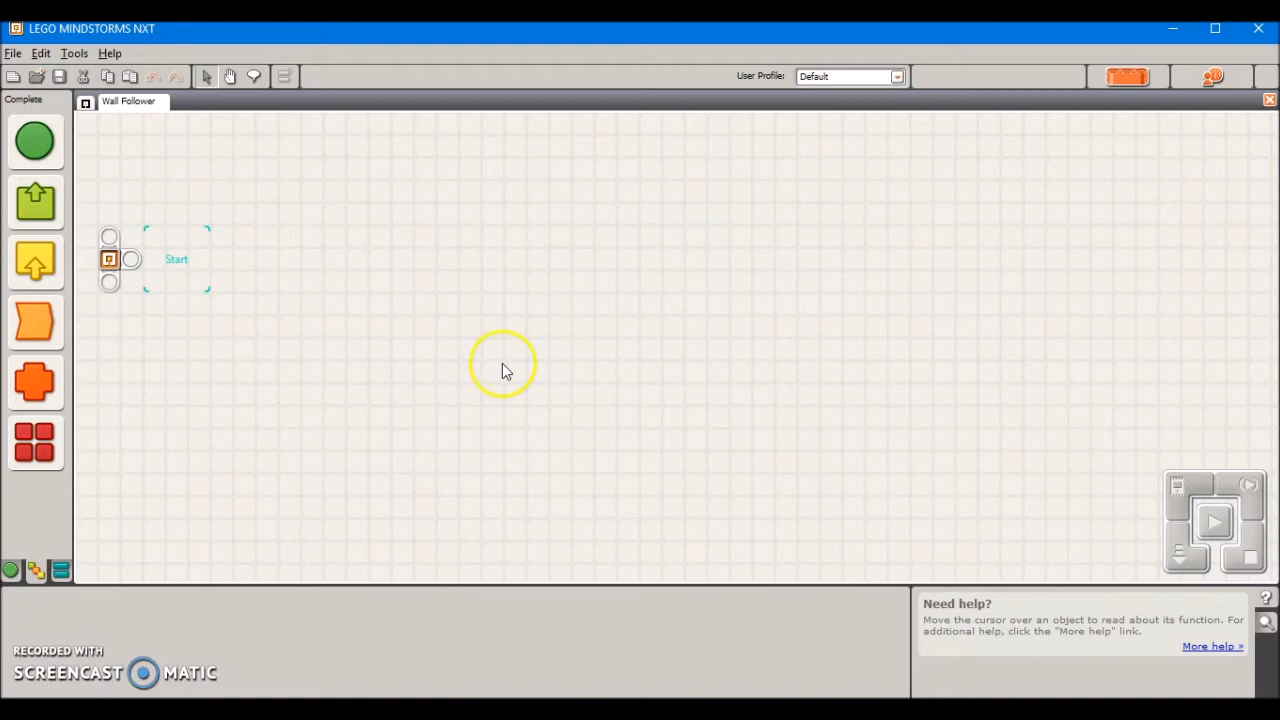 LEGO MINDSTORMS NXT
File Edit Tools Help
User Profile: Default
Complete
Wall Follower
Start
Need help?
Move the cursor over an object to read about its function. For
additional help, click the "More help" link.
More help »
?
RECORDED WITH
SCREENCAST MATIC